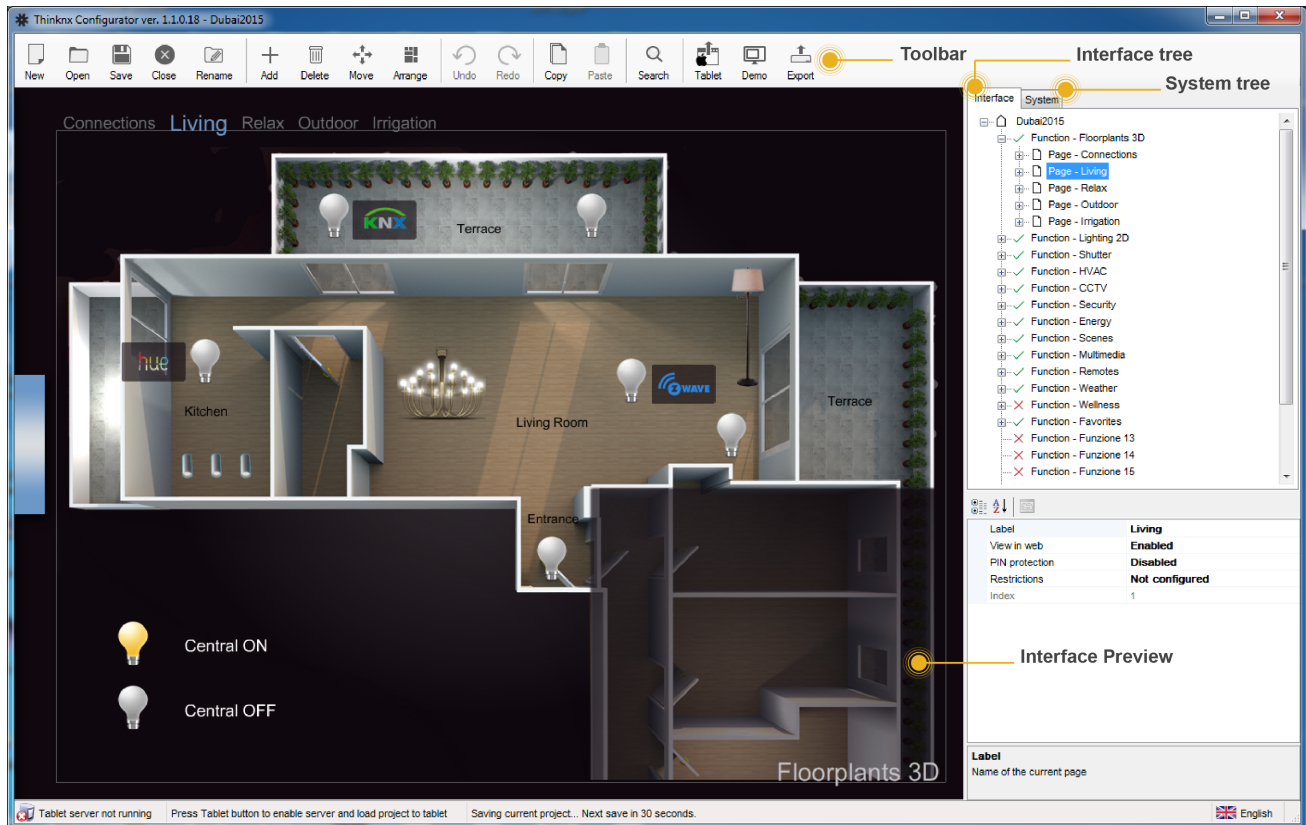 Thinknx Configurator ver. 1.1.0.18 - Dubai2015
New Open Save Close Rename Add Delete Move Arrange Undo Redo Copy Paste Search Tablet Demo Export
Toolbar
Interface tree
System tree
Interface System
Connections Living Relax Outdoor Irrigation
KNX
Terrace
hue
Kitchen
Living Room
Z WAVE
Terrace
Entrance
Central ON
Central OFF
Floorplants 3D
Dubai2015
Function - Floorplants 3D
Page - Connections
Page - Living
Page - Relax
Page - Outdoor
Page - Irrigation
Function - Lighting 2D
Function - Shutter
Function - HVAC
Function - CCTV
Function - Security
Function - Energy
Function - Scenes
Function - Multimedia
Function - Remotes
Function - Weather
Function - Wellness
Function - Favorites
Function - Funzione 13
Function - Funzione 14
Function - Funzione 15
Label Living
View in web Enabled
PIN protection Disabled
Restrictions Not configured
Index 1
Interface Preview
Label
Name of the current page
Tablet server not running Press Tablet button to enable server and load project to tablet Saving current project... Next save in 30 seconds. English